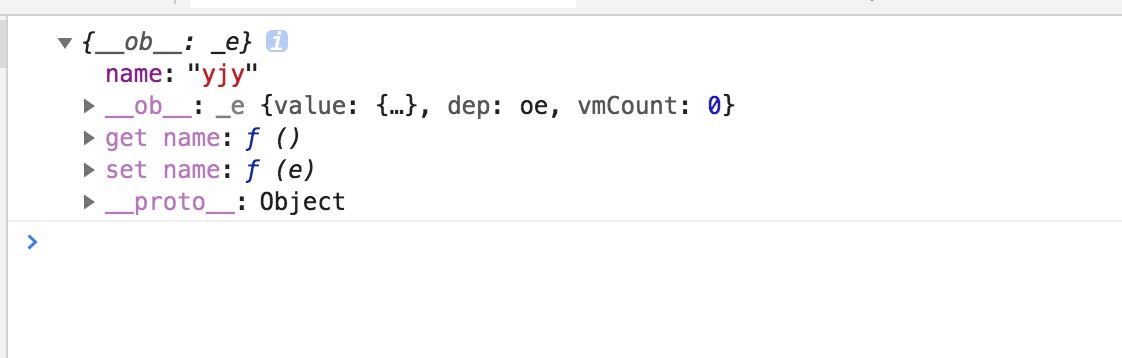 {__ob__: _e} i
name: "yjy"
__ob__: _e {value: {…}, dep: oe, vmCount: 0}
get name: ƒ ()
set name: ƒ (e)
__proto__: Object